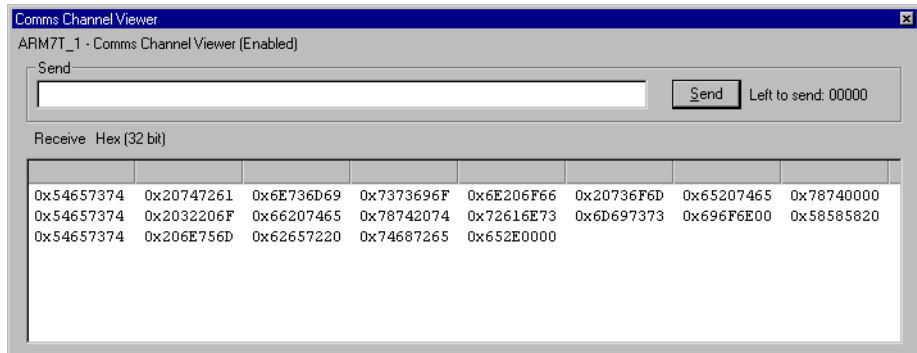 Comms Channel Viewer
ARM7T_1 - Comms Channel Viewer (Enabled)
Send
Send Left to send: 00000
Receive Hex (32 bit)
0x54657374 0x20747261 0x6E736D69 0x7373696F 0x6E206F66 0x20736F6D 0x65207465 0x78740000
0x54657374 0x2032206F 0x66207465 0x78742074 0x72616E73 0x6D697373 0x696F6E00 0x58585820
0x54657374 0x206E756D 0x62657220 0x74687265 0x652E0000